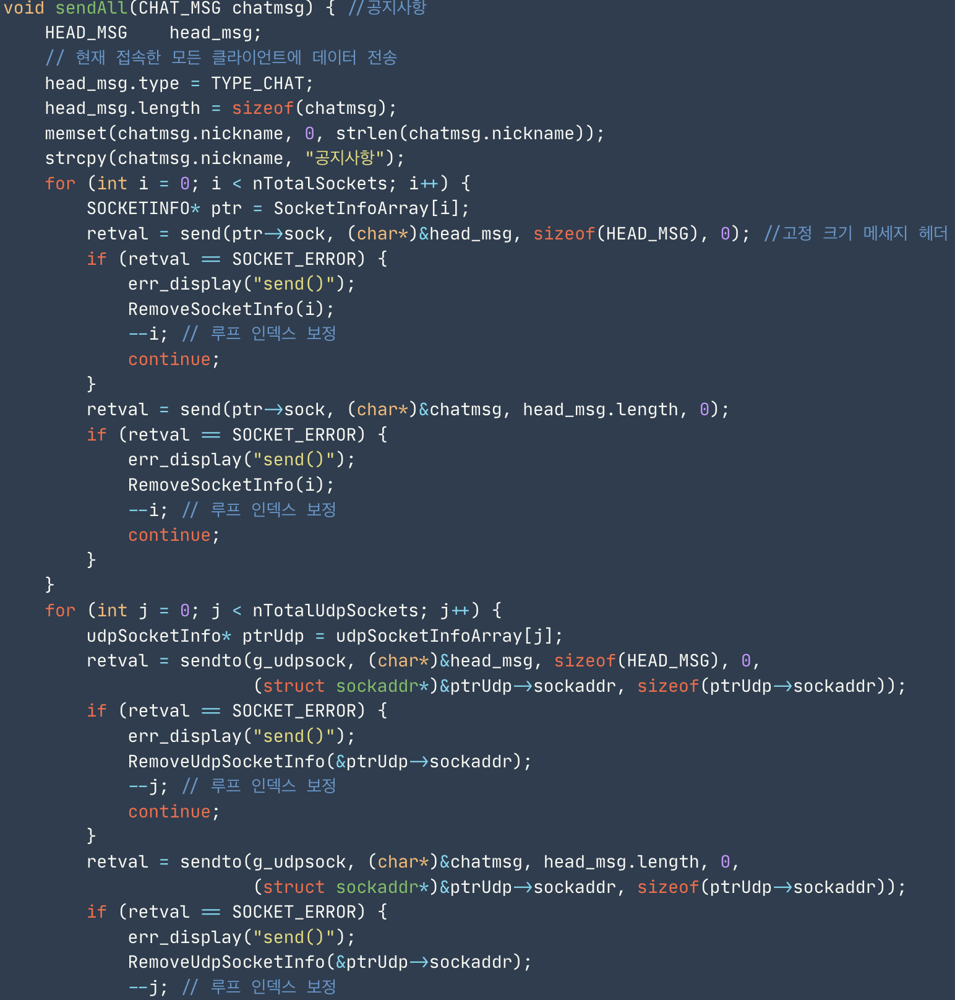 void sendAll(CHAT_MSG chatmsg) { //공지사항
    HEAD_MSG    head_msg;
    // 현재 접속한 모든 클라이언트에 데이터 전송
    head_msg.type = TYPE_CHAT;
    head_msg.length = sizeof(chatmsg);
    memset(chatmsg.nickname, 0, strlen(chatmsg.nickname));
    strcpy(chatmsg.nickname, "공지사항");
    for (int i = 0; i < nTotalSockets; i++) {
        SOCKETINFO* ptr = SocketInfoArray[i];
        retval = send(ptr->sock, (char*)&head_msg, sizeof(HEAD_MSG), 0); //고정 크기 메세지 헤더
        if (retval == SOCKET_ERROR) {
            err_display("send()");
            RemoveSocketInfo(i);
            --i; // 루프 인덱스 보정
            continue;
        }
        retval = send(ptr->sock, (char*)&chatmsg, head_msg.length, 0);
        if (retval == SOCKET_ERROR) {
            err_display("send()");
            RemoveSocketInfo(i);
            --i; // 루프 인덱스 보정
            continue;
        }
    }
    for (int j = 0; j < nTotalUdpSockets; j++) {
        udpSocketInfo* ptrUdp = udpSocketInfoArray[j];
        retval = sendto(g_udpsock, (char*)&head_msg, sizeof(HEAD_MSG), 0,
                        (struct sockaddr*)&ptrUdp->sockaddr, sizeof(ptrUdp->sockaddr));
        if (retval == SOCKET_ERROR) {
            err_display("send()");
            RemoveUdpSocketInfo(&ptrUdp->sockaddr);
            --j; // 루프 인덱스 보정
            continue;
        }
        retval = sendto(g_udpsock, (char*)&chatmsg, head_msg.length, 0,
                        (struct sockaddr*)&ptrUdp->sockaddr, sizeof(ptrUdp->sockaddr));
        if (retval == SOCKET_ERROR) {
            err_display("send()");
            RemoveUdpSocketInfo(&ptrUdp->sockaddr);
            --j; // 루프 인덱스 보정